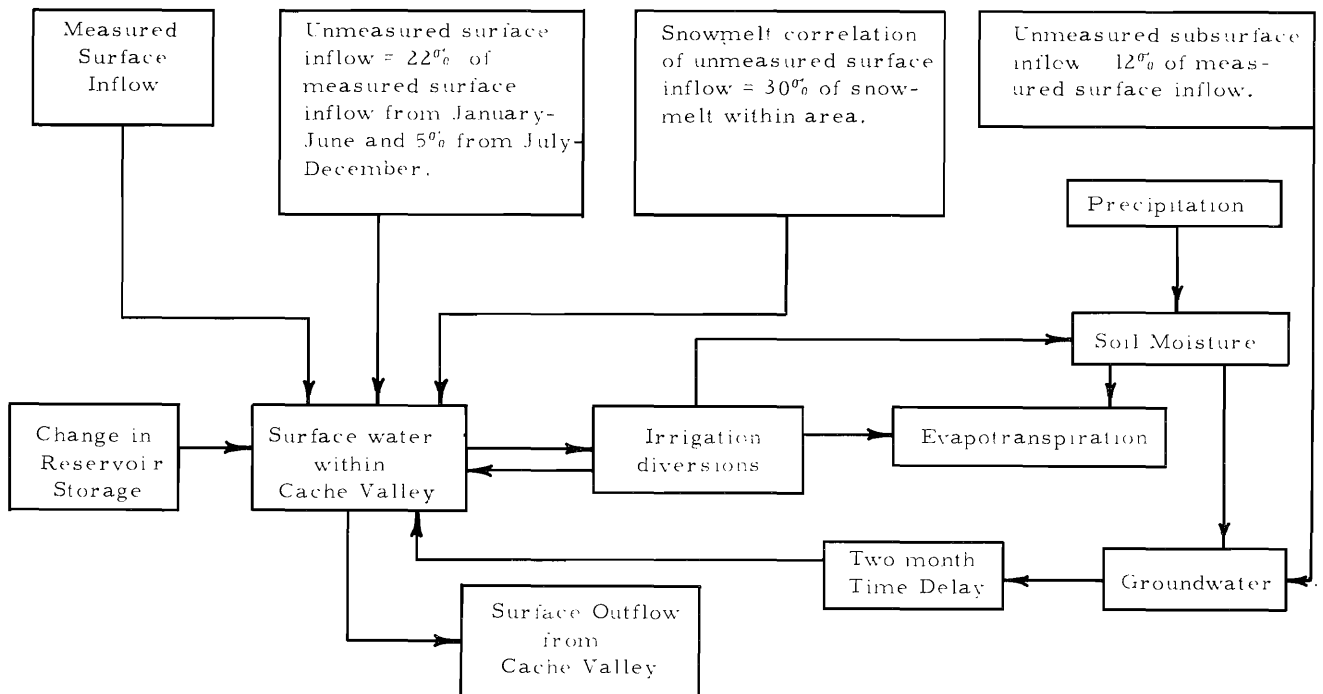 Measured
Surface
Inflow
Unmeasured surface
inflow = 22% of
measured surface
inflow from January-
June and 5% from July-
December.
Snowmelt correlation
of unmeasured surface
inflow = 30% of snow-
melt within area.
Unmeasured subsurface
inflow 12% of meas-
ured surface inflow.
Precipitation
Soil Moisture
Change in
Reservoir
Storage
Surface water
within
Cache Valley
Irrigation
diversions
Evapotranspiration
Two month
Time Delay
Groundwater
Surface Outflow
from
Cache Valley